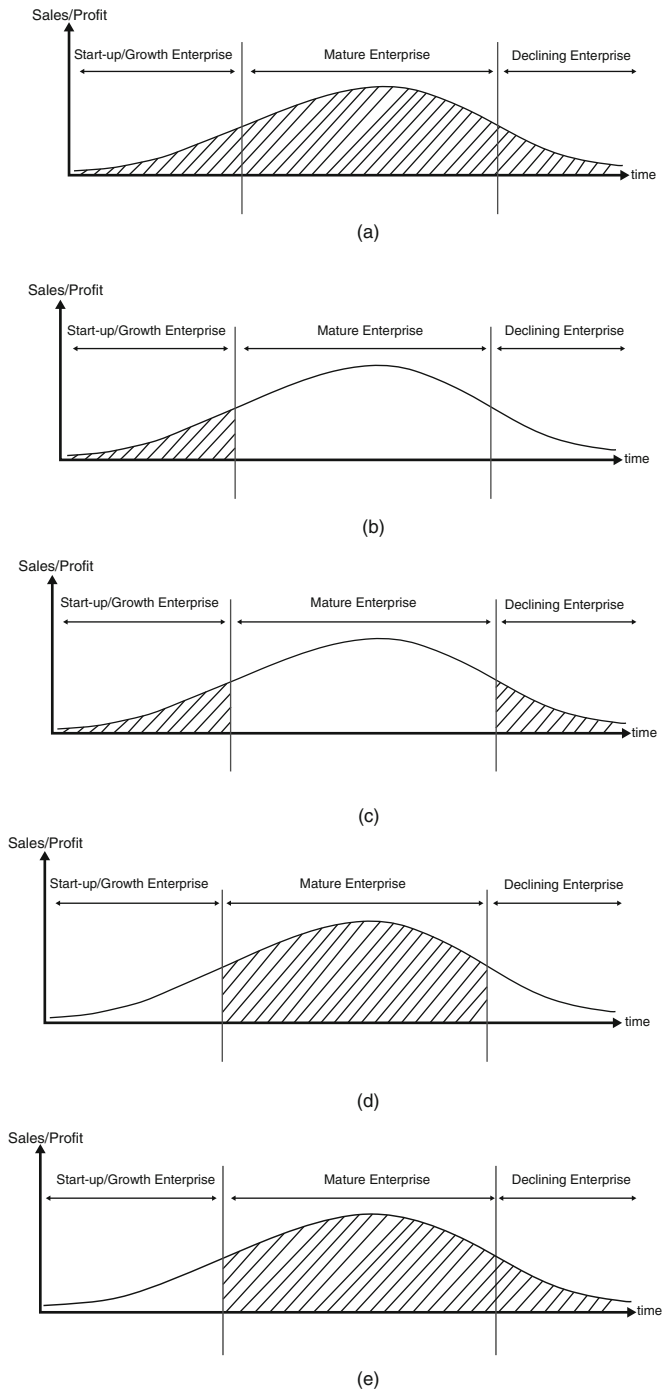 Sales/Profit
Start-up/Growth Enterprise Mature Enterprise Declining Enterprise
time
(a)
Sales/Profit
Start-up/Growth Enterprise Mature Enterprise Declining Enterprise
time
(b)
Sales/Profit
Start-up/Growth Enterprise Mature Enterprise Declining Enterprise
time
(c)
Sales/Profit
Start-up/Growth Enterprise Mature Enterprise Declining Enterprise
time
(d)
Sales/Profit
Start-up/Growth Enterprise Mature Enterprise Declining Enterprise
time
(e)